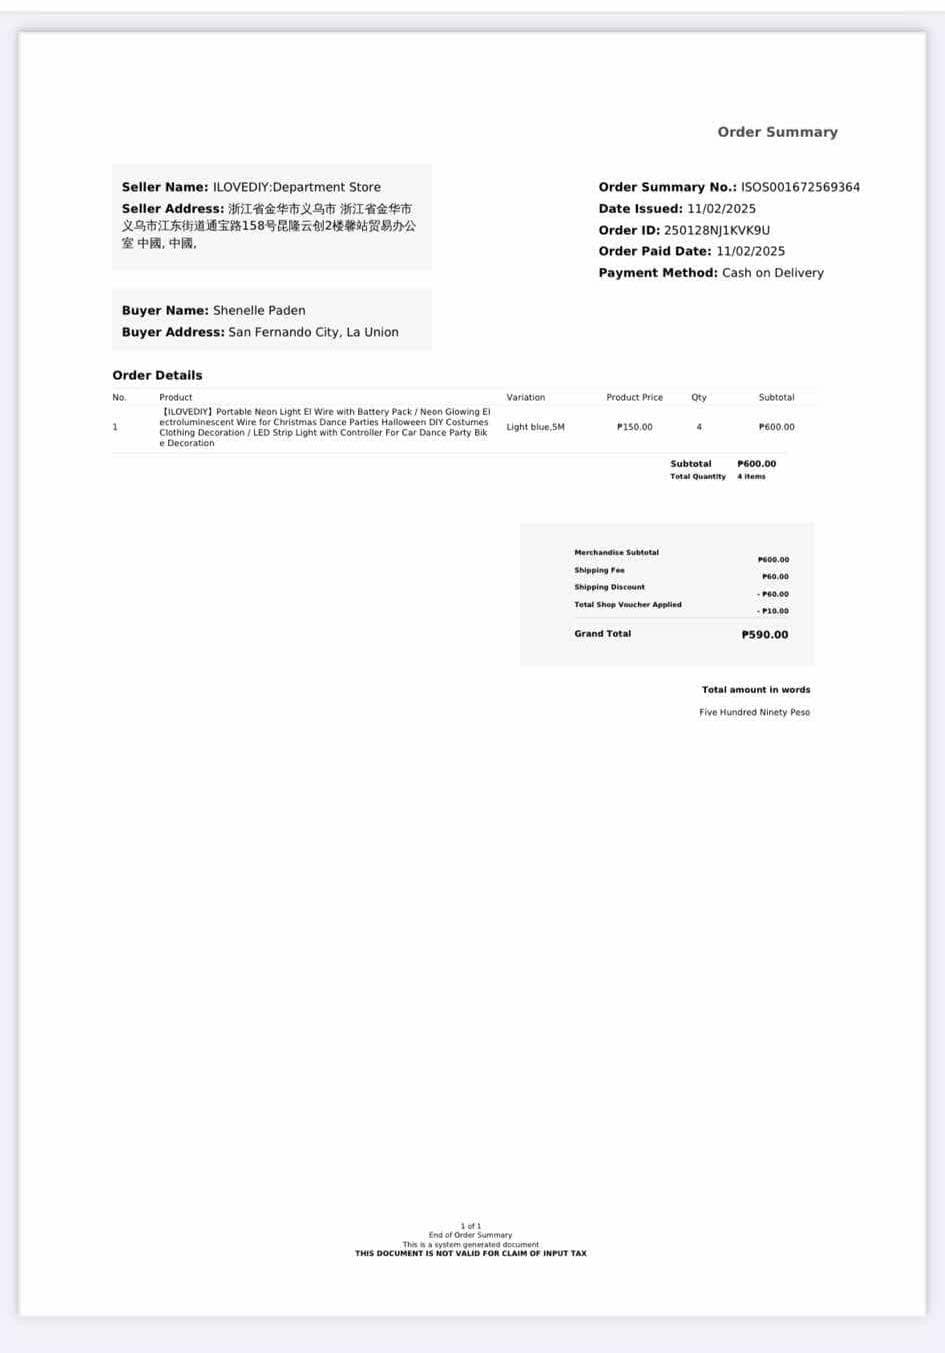 Order Summary
Seller Name: ILOVEDIY:Department Store
Seller Address: 浙江省金华市义乌市 浙江省金华市
义乌市江东街道通宝路158号昆隆云创2楼馨站贸易办公
室 中國, 中國,
Order Summary No.: ISOS001672569364
Date Issued: 11/02/2025
Order ID: 250128NJ1KVK9U
Order Paid Date: 11/02/2025
Payment Method: Cash on Delivery
Buyer Name: Shenelle Paden
Buyer Address: San Fernando City, La Union
Order Details
No. Product Variation Product Price Qty Subtotal
1 【ILOVEDIY】Portable Neon Light El Wire with Battery Pack / Neon Glowing El
ectroluminescent Wire for Christmas Dance Parties Halloween DIY Costumes
Clothing Decoration / LED Strip Light with Controller For Car Dance Party Bik
e Decoration
Light blue,5M ₱150.00 4 ₱600.00
Subtotal ₱600.00
Total Quantity 4 items
Merchandise Subtotal ₱600.00
Shipping Fee ₱60.00
Shipping Discount - ₱60.00
Total Shop Voucher Applied - ₱10.00
Grand Total ₱590.00
Total amount in words
Five Hundred Ninety Peso
1 of 1
End of Order Summary
This is a system generated document
THIS DOCUMENT IS NOT VALID FOR CLAIM OF INPUT TAX